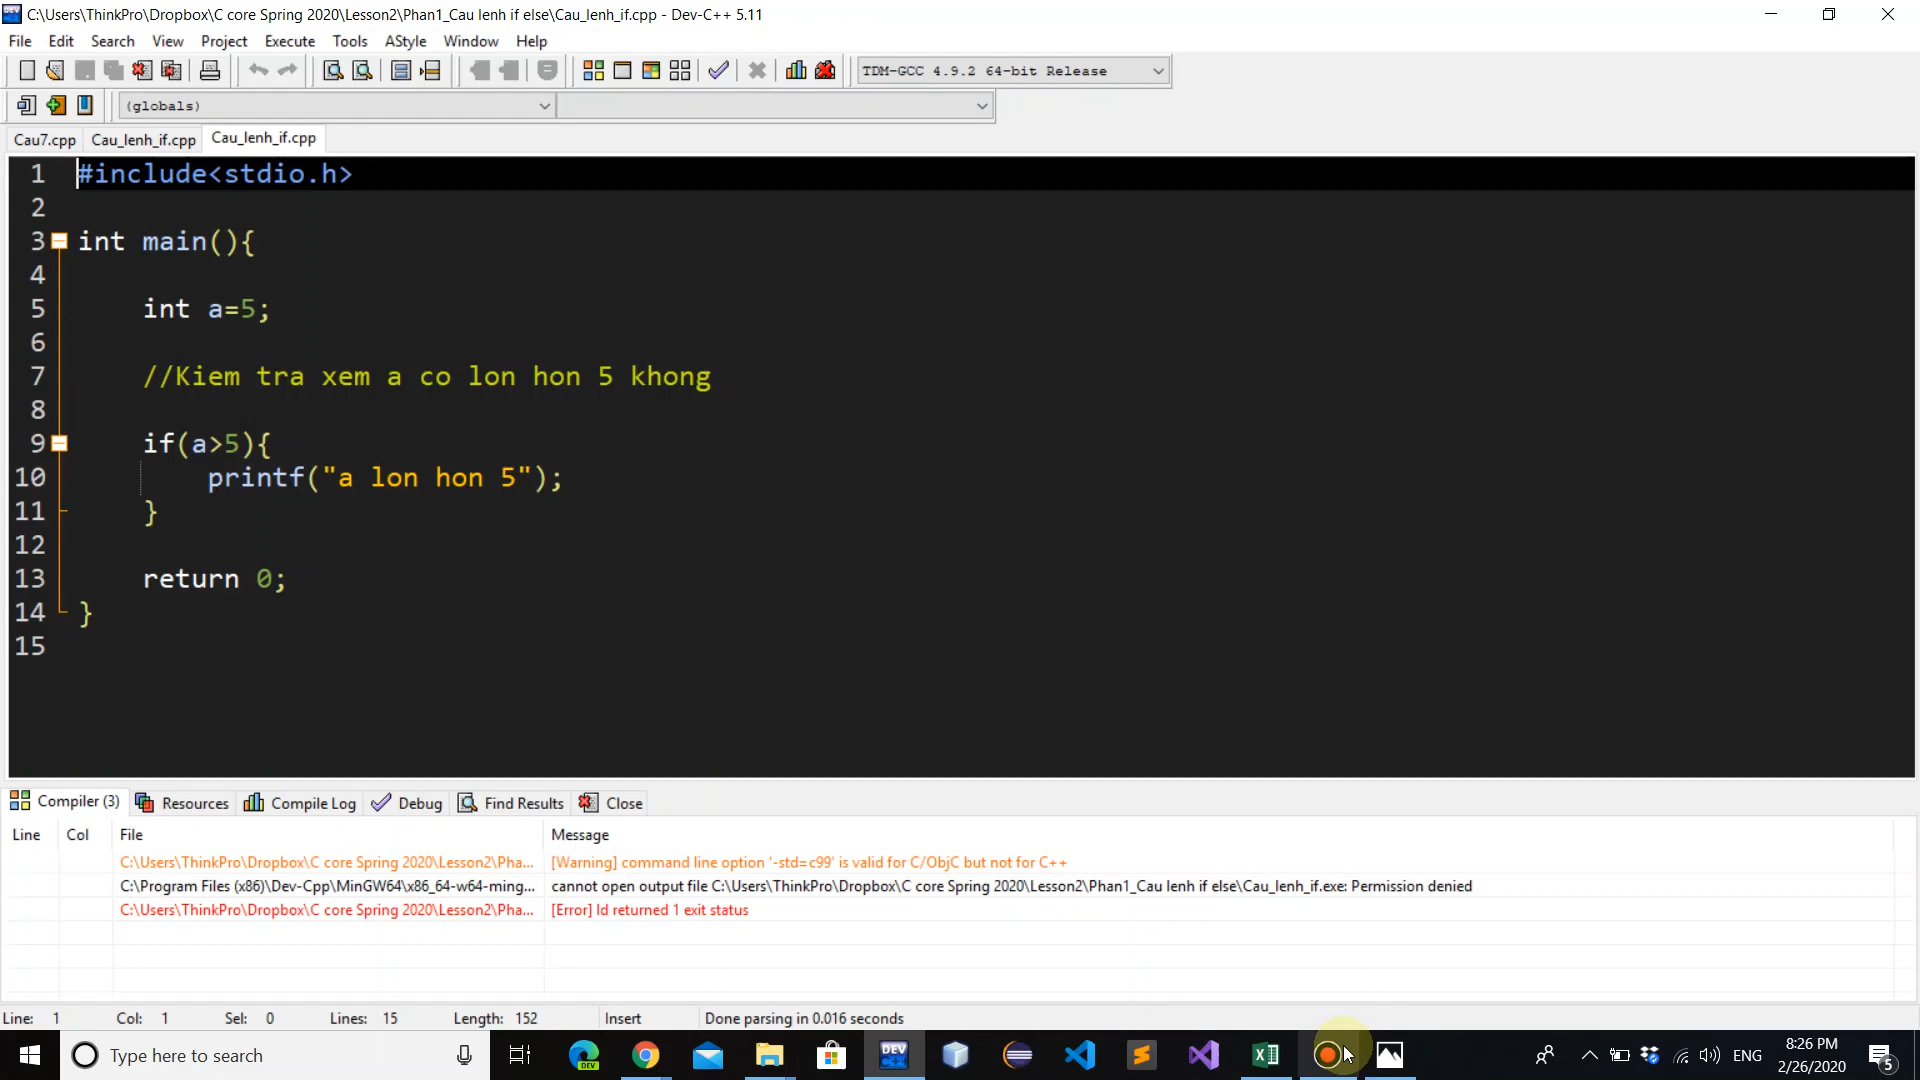 C:\Users\ThinkPro\Dropbox\C core Spring 2020\Lesson2\Phan1_Cau lenh if else\Cau_lenh_if.cpp - Dev-C++ 5.11
File Edit Search View Project Execute Tools AStyle Window Help
TDM-GCC 4.9.2 64-bit Release
(globals)
Cau7.cpp Cau_lenh_if.cpp Cau_lenh_if.cpp
1 #include<stdio.h>
2
3 int main(){
4
5 int a=5;
6
7 //Kiem tra xem a co lon hon 5 khong
8
9 if(a>5){
10 printf("a lon hon 5");
11 }
12
13 return 0;
14 }
15
Compiler (3) Resources Compile Log Debug Find Results Close
Line Col File Message
C:\Users\ThinkPro\Dropbox\C core Spring 2020\Lesson2\Pha... [Warning] command line option '-std=c99' is valid for C/ObjC but not for C++
C:\Program Files (x86)\Dev-Cpp\MinGW64\x86_64-w64-ming... cannot open output file C:\Users\ThinkPro\Dropbox\C core Spring 2020\Lesson2\Phan1_Cau lenh if else\Cau_lenh_if.exe: Permission denied
C:\Users\ThinkPro\Dropbox\C core Spring 2020\Lesson2\Pha... [Error] ld returned 1 exit status
Line: 1 Col: 1 Sel: 0 Lines: 15 Length: 152 Insert Done parsing in 0.016 seconds
Type here to search
DEV
DEV
ENG
8:26 PM
2/26/2020
5